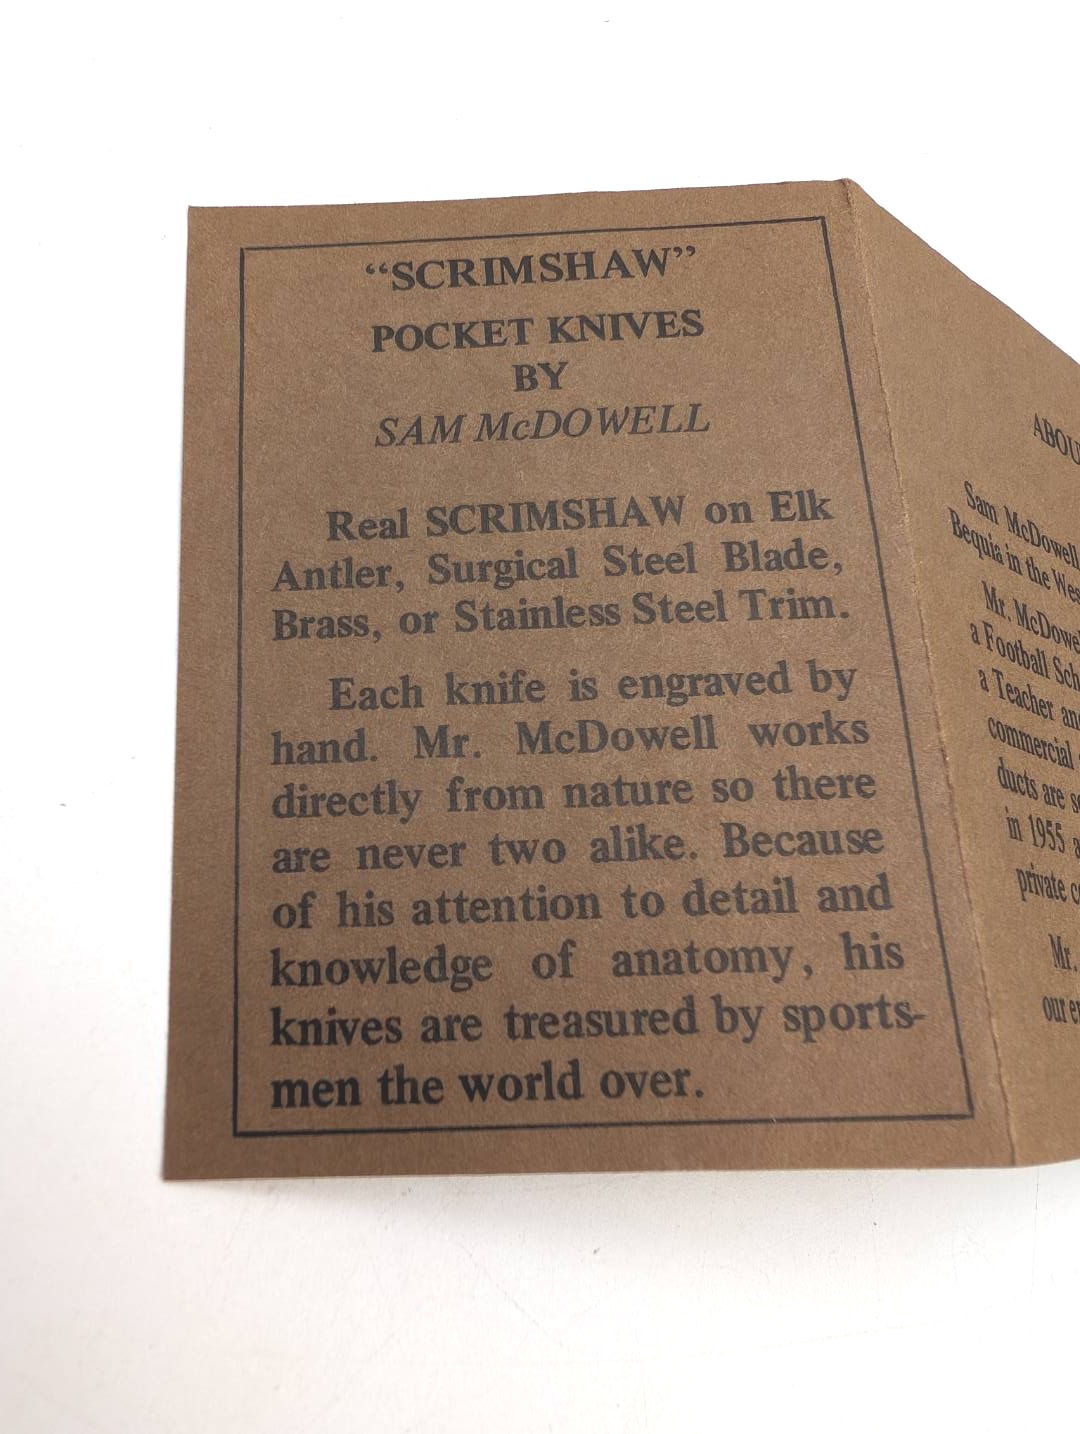 “SCRIMSHAW”
POCKET KNIVES
BY
SAM McDOWELL
Real SCRIMSHAW on Elk
Antler, Surgical Steel Blade,
Brass, or Stainless Steel Trim.
Each knife is engraved by
hand. Mr. McDowell works
directly from nature so there
are never two alike. Because
of his attention to detail and
knowledge of anatomy, his
knives are treasured by sports-
men the world over.
Sam McDowell
Bequia in the
Mr.
a Football
a Teacher
commercial
ducts are
in 1955
private
Mr.
our